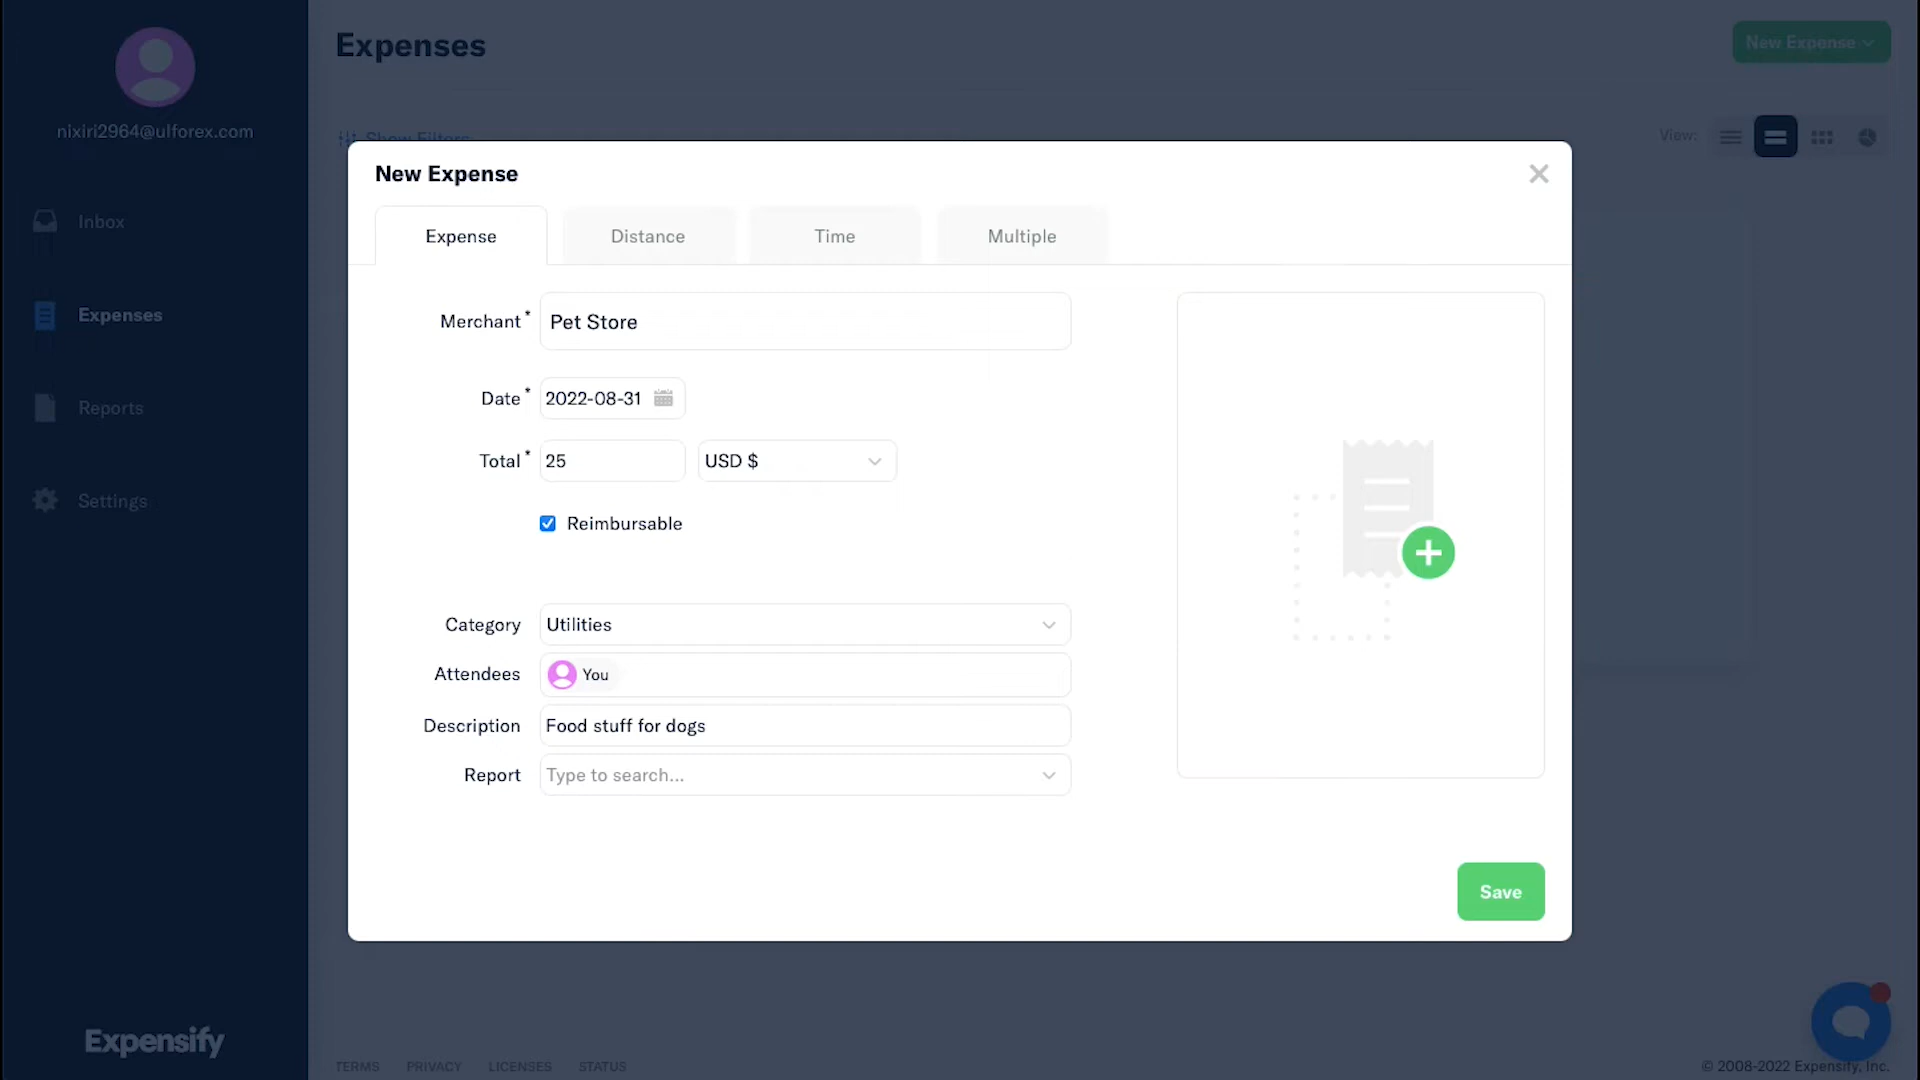 nixiri2964@ulforex.com
Inbox
Expenses
Reports
Settings
Expensify
Expenses
New Expense
Show Filters
View:
New Expense
Expense
Distance
Time
Multiple
Merchant *
Pet Store
Date *
2022-08-31
Total *
25
USD $
Reimbursable
Category
Utilities
Attendees
You
Description
Food stuff for dogs
Report
Type to search...
Save
TERMS
PRIVACY
LICENSES
STATUS
© 2008-2022 Expensify, Inc.